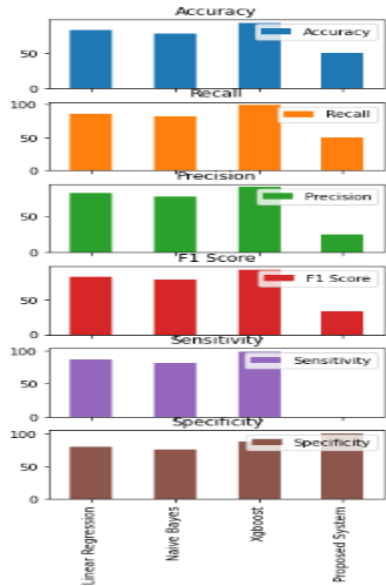 Accuracy
Accuracy
50
0
Recall
Recall
100
50
0
Precision
Precision
50
0
F1 Score
F1 Score
50
0
Sensitivity
Sensitivity
100
50
0
Specificity
Specificity
100
50
0
Linear Regression
Naive Bayes
Xgboost
Proposed System